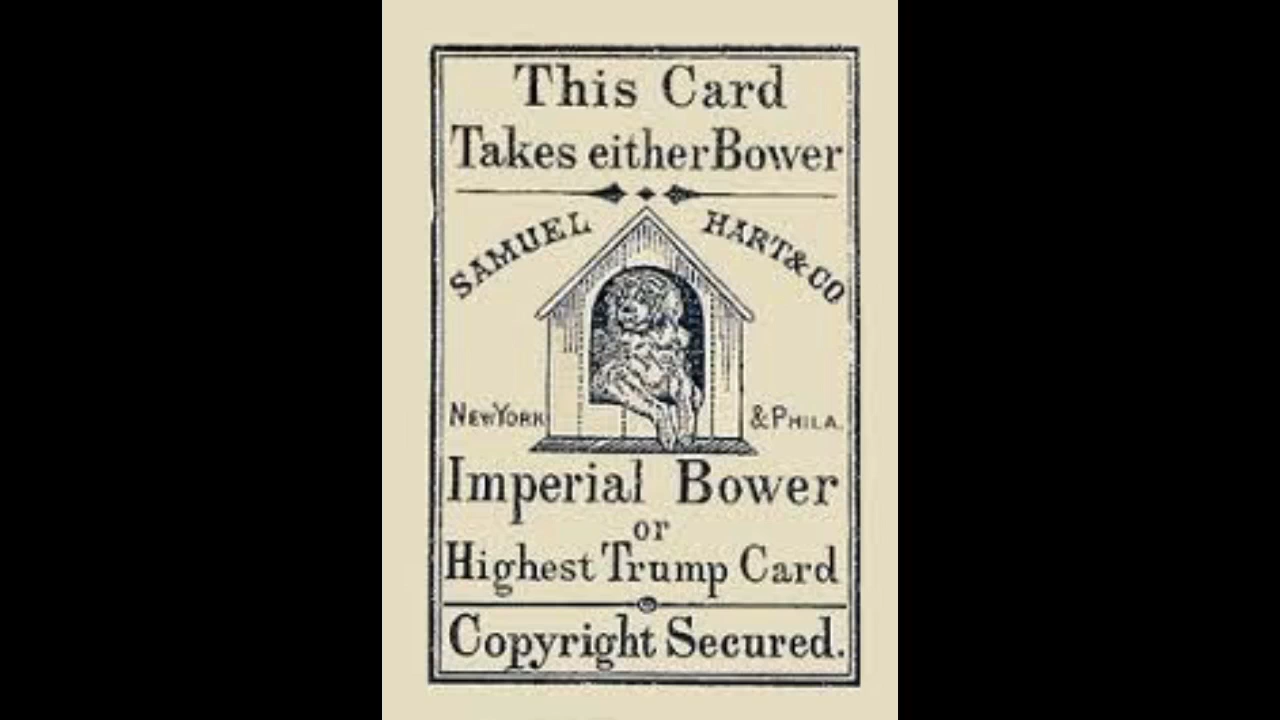 This Card
Takes either Bower
SAMUEL HART & CO
NEW YORK & PHILA.
Imperial Bower
or
Highest Trump Card
Copyright Secured.